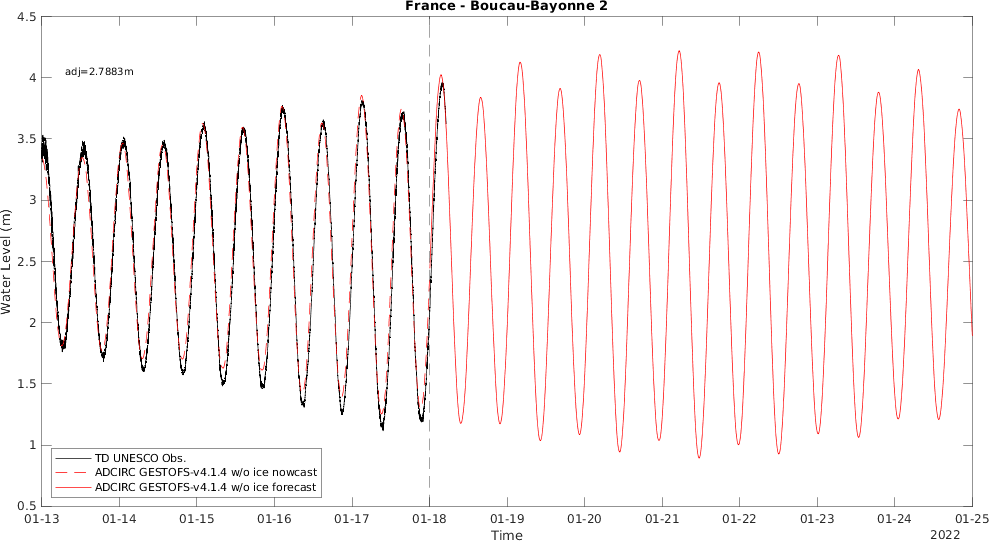 France - Boucau-Bayonne 2
4.5
4
3.5
3
2.5
2
1.5
1
0.5
Water Level (m)
adj=2.7883m
TD UNESCO Obs.
ADCIRC GESTOFS-v4.1.4 w/o ice nowcast
ADCIRC GESTOFS-v4.1.4 w/o ice forecast
01-13 01-14 01-15 01-16 01-17 01-18 01-19 01-20 01-21 01-22 01-23 01-24 01-25
Time
2022